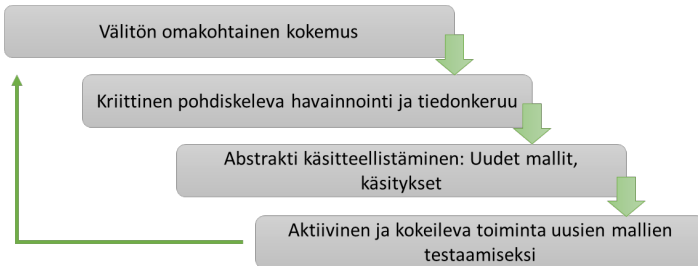 Välitön omakohtainen kokemus
Kriittinen pohdiskeleva havainnointi ja tiedonkeruu
Abstrakti käsitteellistäminen: Uudet mallit,
käsitykset
Aktiivinen ja kokeileva toiminta uusien mallien
testaamiseksi